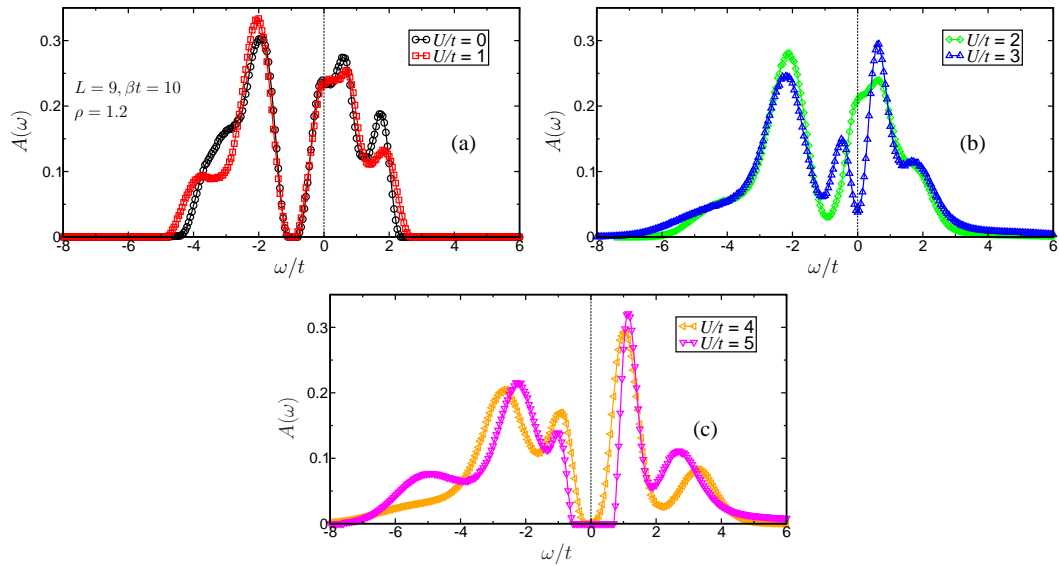 U/t = 0
U/t = 1
L = 9, βt = 10
ρ = 1.2
(a)
A(ω)
0.3
0.2
0.1
0
-8 -6 -4 -2 0 2 4 6
ω/t
U/t = 2
U/t = 3
(b)
A(ω)
0.3
0.2
0.1
0
-8 -6 -4 -2 0 2 4 6
ω/t
U/t = 4
U/t = 5
(c)
A(ω)
0.3
0.2
0.1
0
-8 -6 -4 -2 0 2 4 6
ω/t